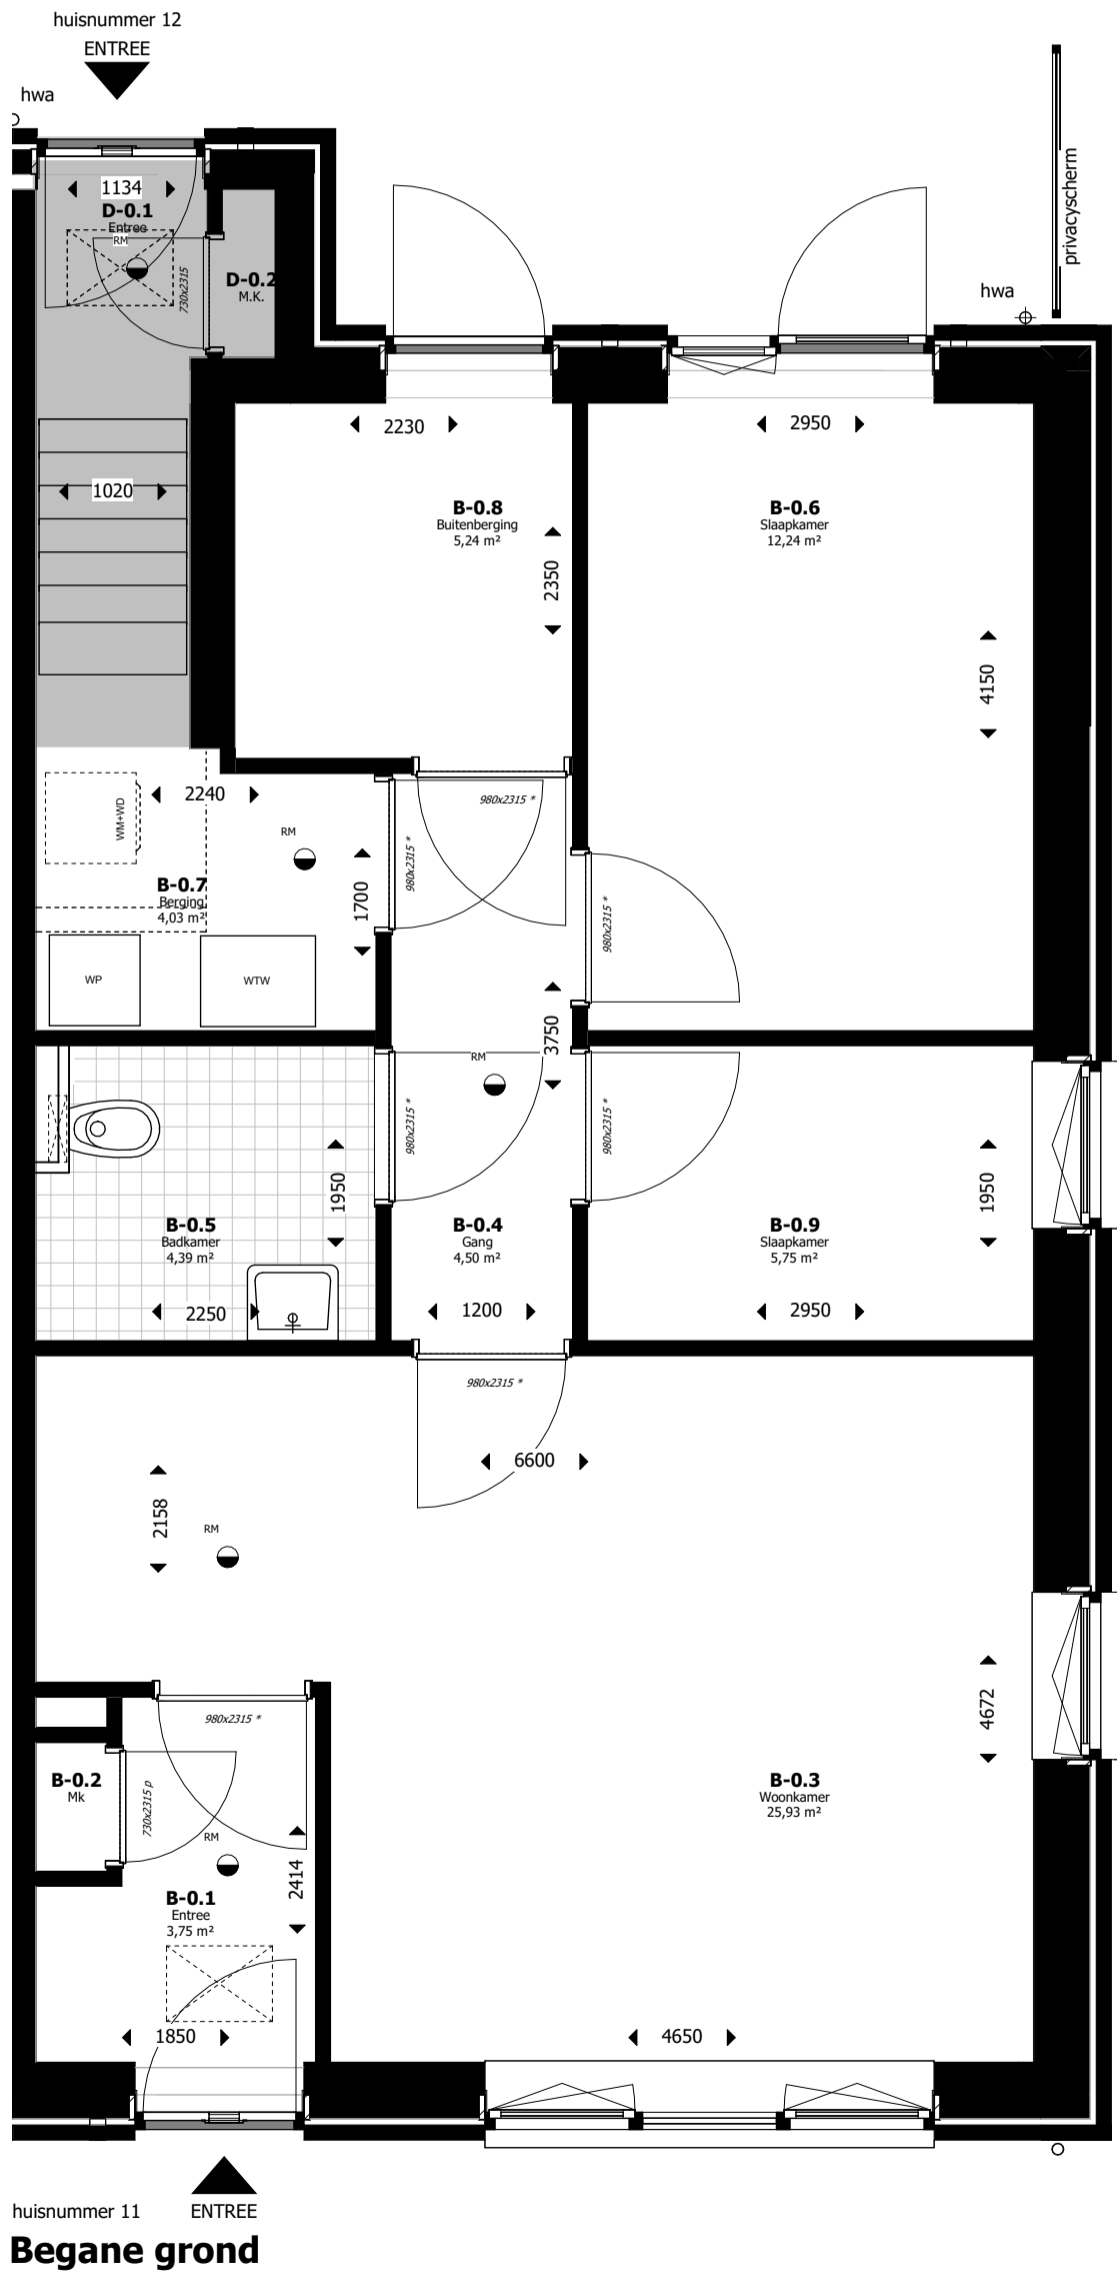 huisnummer 12
ENTREE
hwa
privacyscherm
1134
D-0.1
Entree
RM
730x2315
D-0.2
M.K.
hwa
2230
2950
1020
B-0.8
Buitenberging
5,24 m²
B-0.6
Slaapkamer
12,24 m²
2350
4150
2240
WM+WD
RM
980x2315 *
980x2315 *
B-0.7
Berging
4,03 m²
1700
980x2315 *
WP
WTW
3750
RM
980x2315 *
980x2315 *
1950
1950
B-0.5
Badkamer
4,39 m²
B-0.4
Gang
4,50 m²
B-0.9
Slaapkamer
5,75 m²
2250
1200
2950
980x2315 *
6600
2158
RM
980x2315 *
4672
B-0.2
Mk
730x2315 p
B-0.3
Woonkamer
25,93 m²
RM
2414
B-0.1
Entree
3,75 m²
1850
4650
huisnummer 11
ENTREE
Begane grond